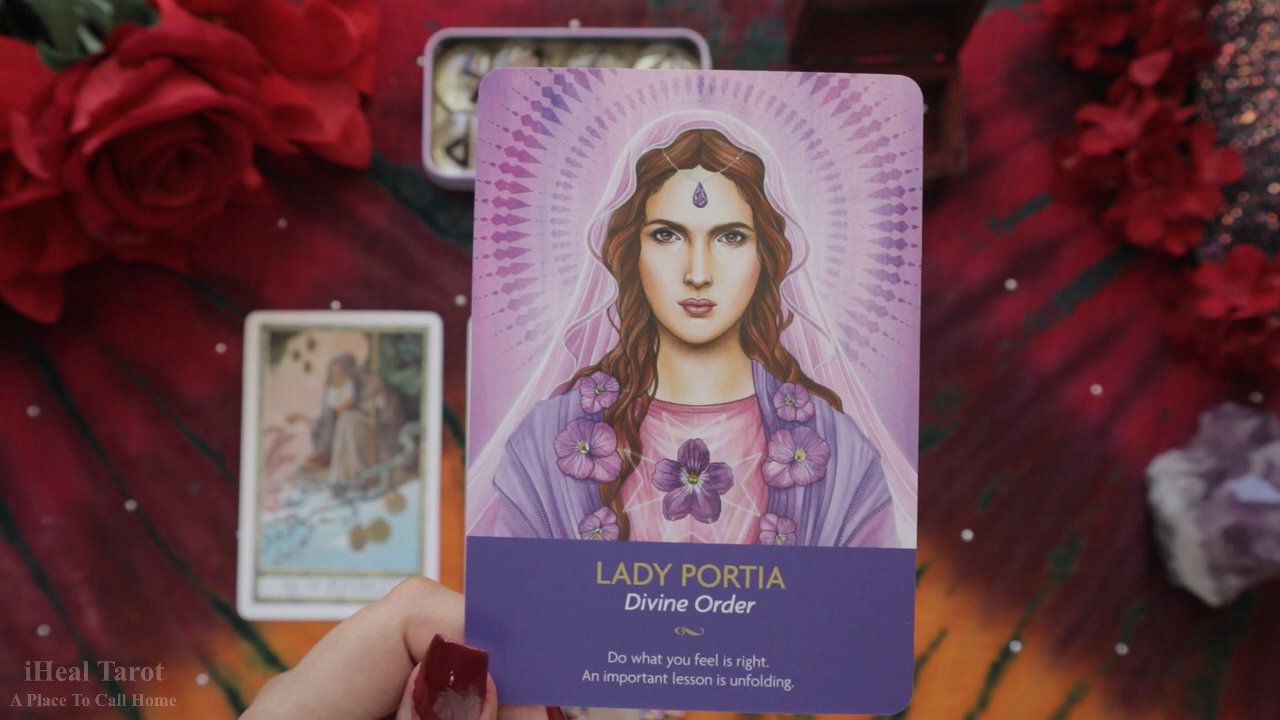 LADY PORTIA
Divine Order
Do what you feel is right.
An important lesson is unfolding.
iHeal Tarot
A Place To Call Home